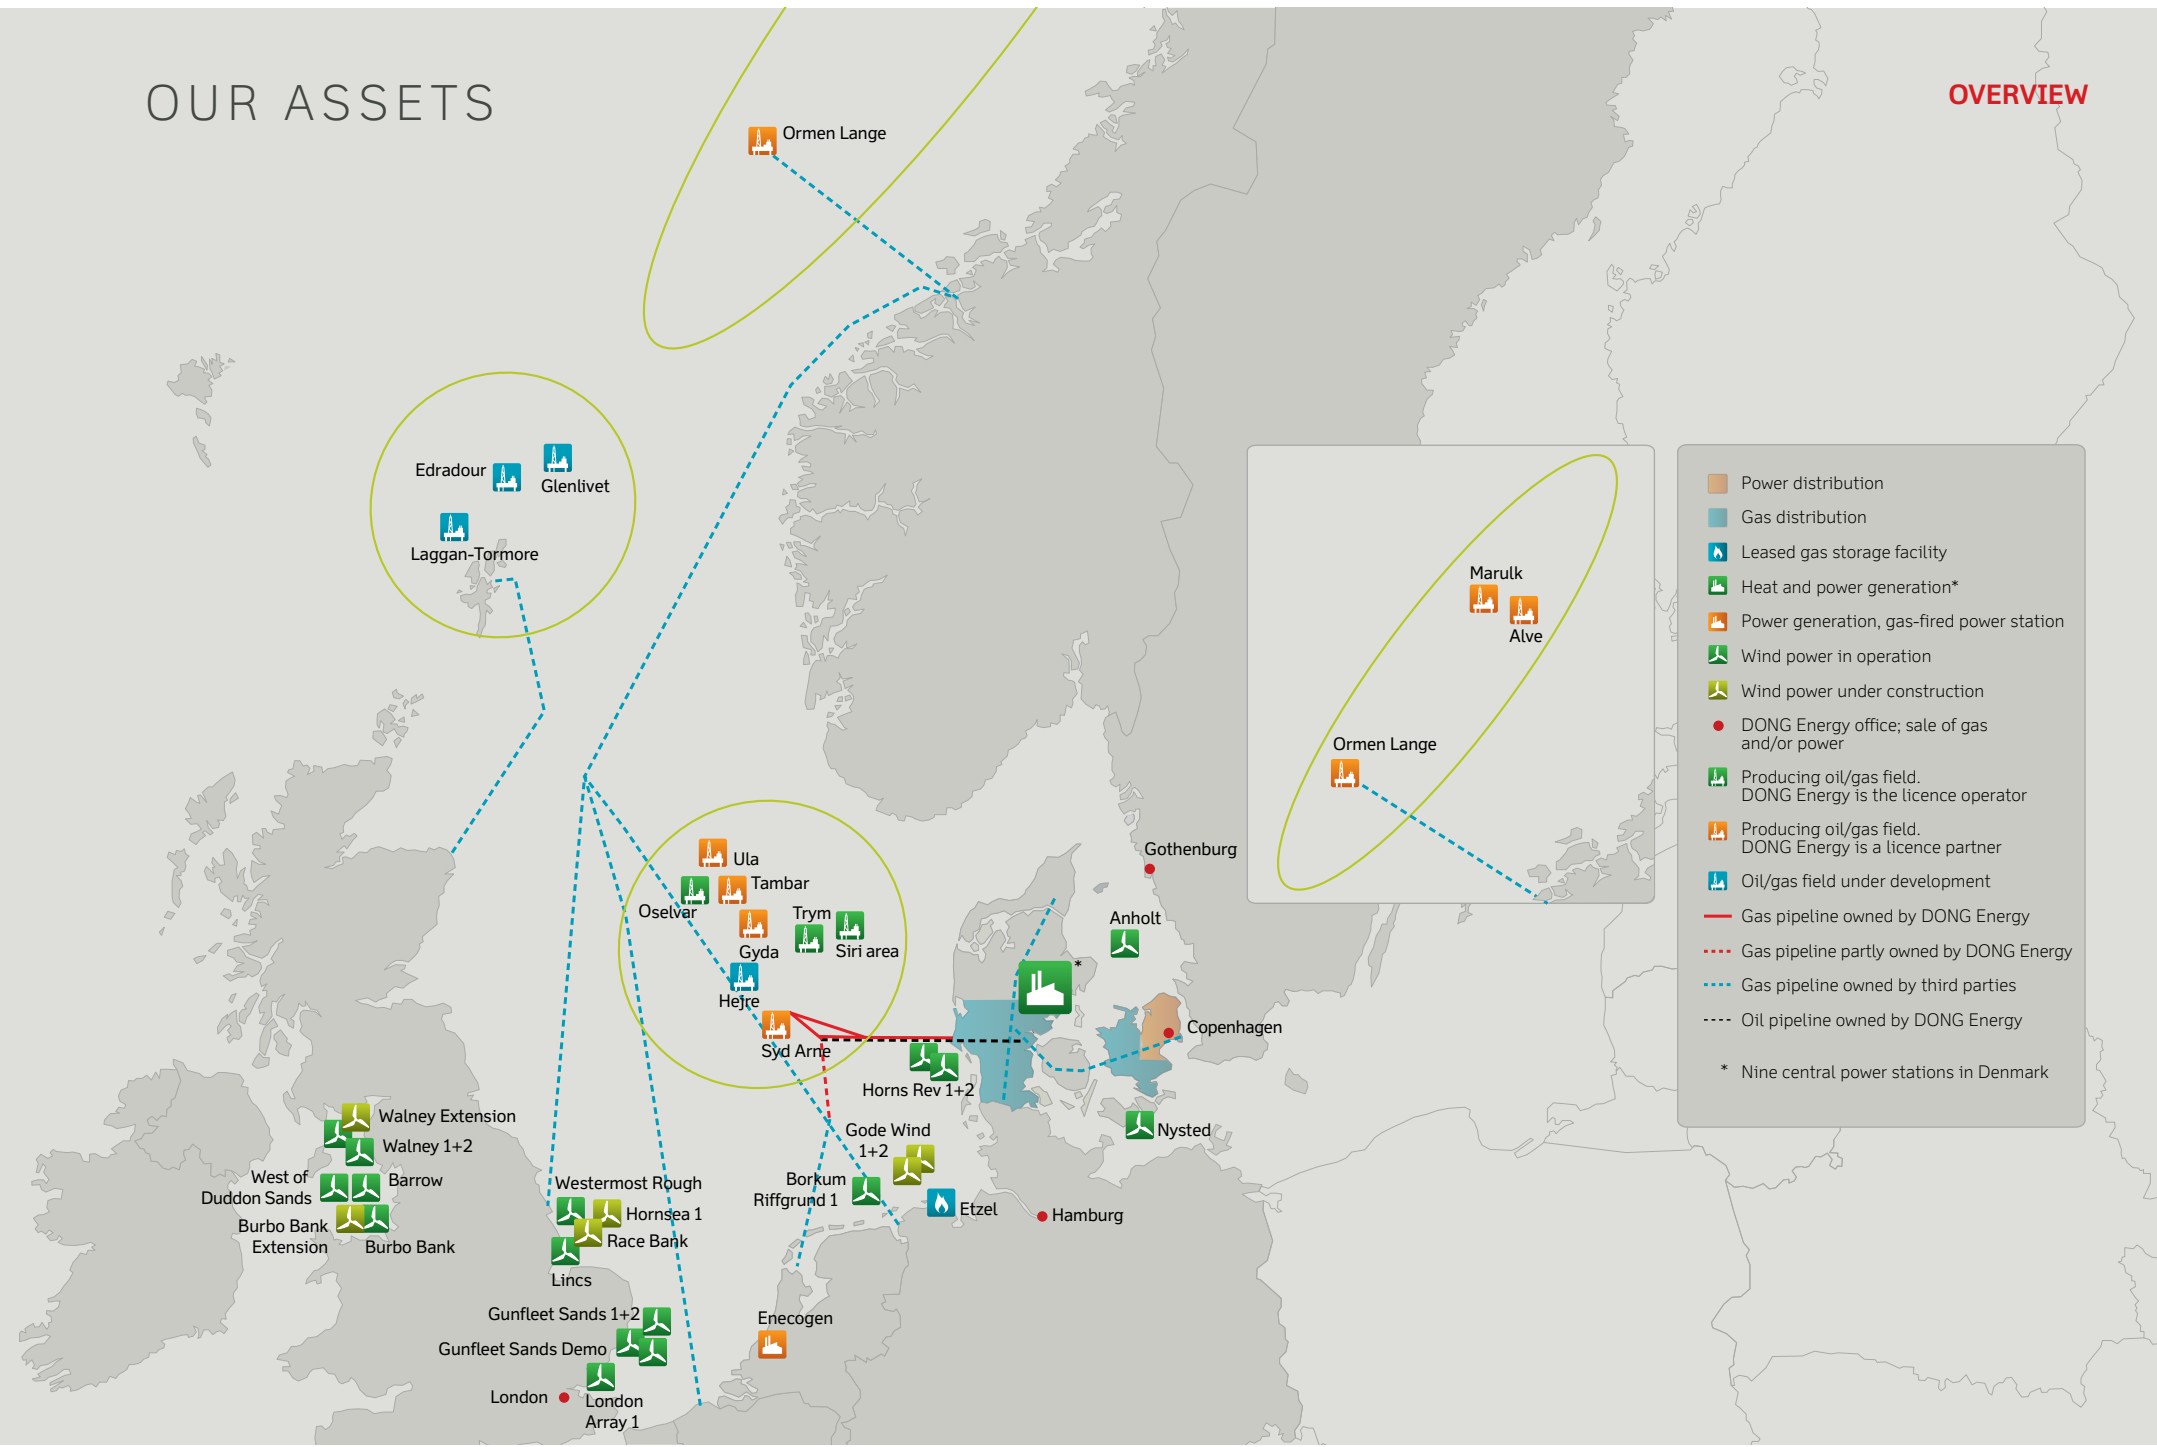 OUR ASSETS
OVERVIEW
Ormen Lange
Edradour
Glenlivet
Laggan-Tormore
Marulk
Alve
Ormen Lange
Power distribution
Gas distribution
Leased gas storage facility
Heat and power generation*
Power generation, gas-fired power station
Wind power in operation
Wind power under construction
DONG Energy office; sale of gas
and/or power
Producing oil/gas field.
DONG Energy is the licence operator
Producing oil/gas field.
DONG Energy is a licence partner
Oil/gas field under development
Gas pipeline owned by DONG Energy
Gas pipeline partly owned by DONG Energy
Gas pipeline owned by third parties
Oil pipeline owned by DONG Energy
* Nine central power stations in Denmark
Ula
Tambar
Oselvar
Trym
Gyda
Siri area
Hejre
Syd Arne
Gothenburg
Anholt
*
Copenhagen
Horns Rev 1+2
Nysted
Gode Wind
1+2
Borkum
Riffgrund 1
Etzel
Hamburg
Walney Extension
Walney 1+2
West of
Duddon Sands
Barrow
Burbo Bank
Extension
Burbo Bank
Westermost Rough
Hornsea 1
Race Bank
Lincs
Gunfleet Sands 1+2
Gunfleet Sands Demo
London
London
Array 1
Enecogen